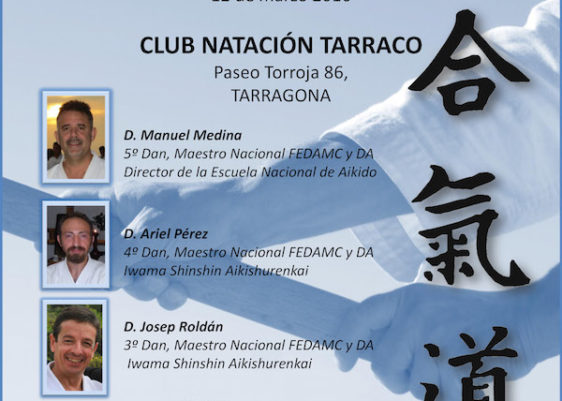 CLUB NATACIÓN TARRACO
Paseo Torroja 86,
TARRAGONA
D. Manuel Medina
5º Dan, Maestro Nacional FEDAMC y DA
Director de la Escuela Nacional de Aikido
D. Ariel Pérez
4º Dan, Maestro Nacional FEDAMC y DA
Iwama Shinshin Aikishurenkai
D. Josep Roldán
3º Dan, Maestro Nacional FEDAMC y DA
Iwama Shinshin Aikishurenkai
合
氣
道